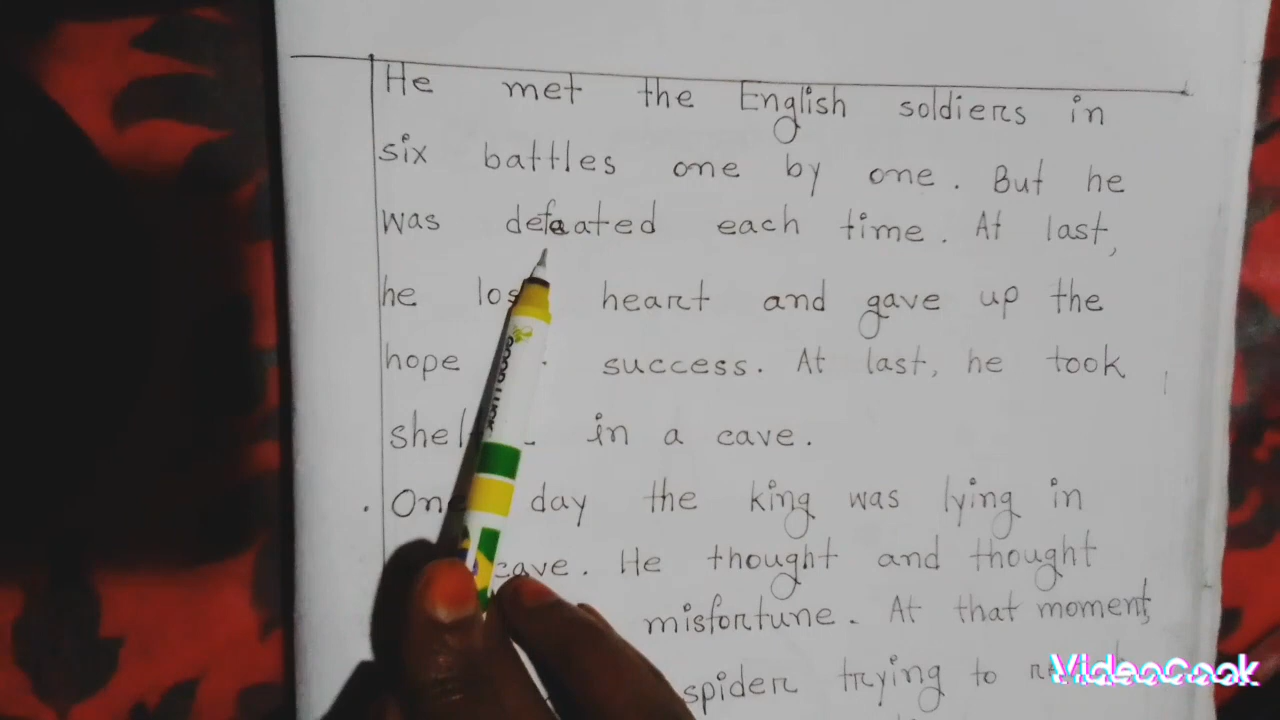 He met the English soldiers in
six battles one by one. But he
was defeated each time. At last,
he heart and gave up the
hope success. At last, he took
in a cave.
One day the king was lying in
cave. He thought and thought
misfortune. At that moment,
spider trying to
VideoCook